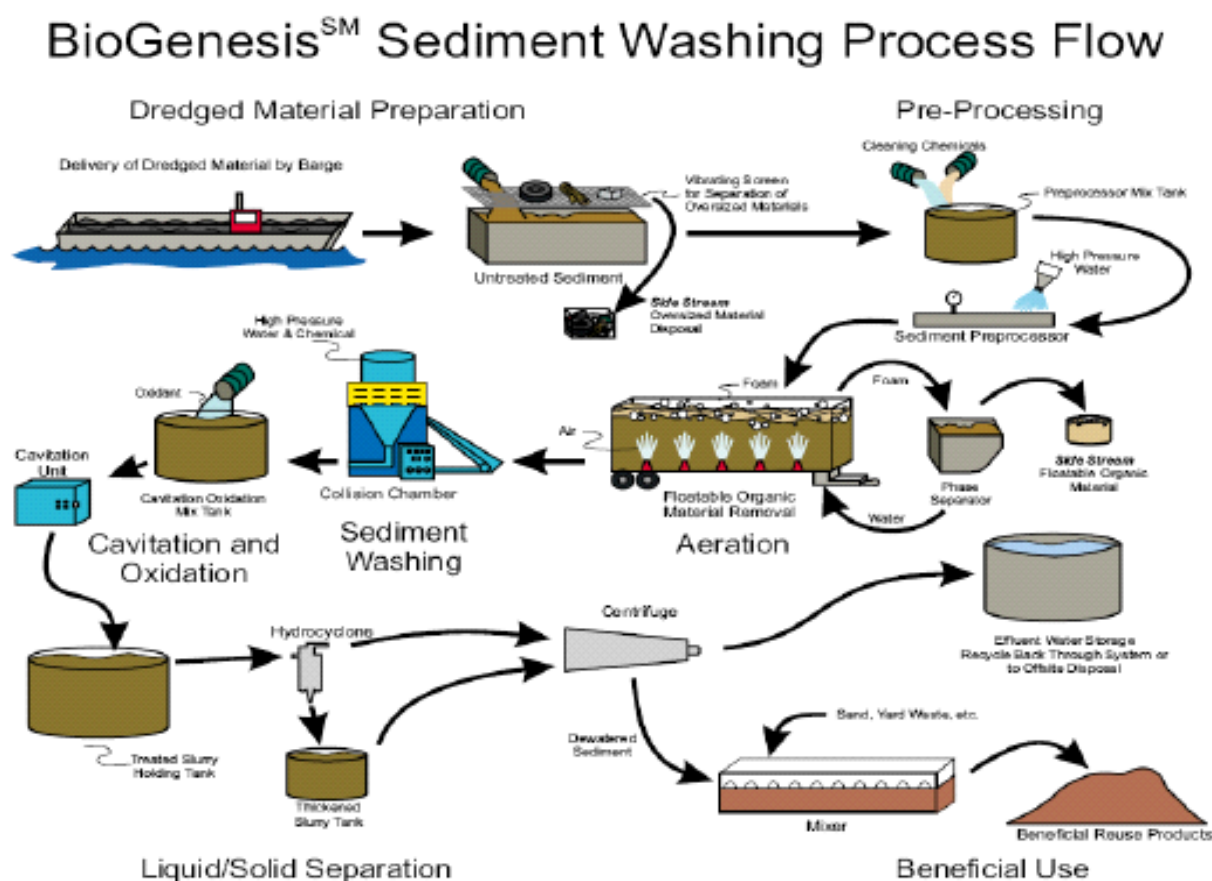 BioGenesis℠ Sediment Washing Process Flow
Dredged Material Preparation
Pre-Processing
Delivery of Dredged Material by Barge
Cleaning Chemicals
Vibrating Screen
for Separation of
Oversized Materials
Preprocessor Mix Tank
Untreated Sediment
High Pressure
Water
Side Stream
Oversized Material
Disposal
Sediment Preprocessor
High Pressure
Water & Chemical
Oxidant
Foam
Foam
Air
Cavitation
Unit
Cavitation Oxidation
Mix Tank
Collision Chamber
Floatable Organic
Material Removal
Phase
Separator
Side Stream
Floatable Organic
Material
Water
Cavitation and
Oxidation
Sediment
Washing
Aeration
Hydrocyclone
Centrifuge
Effluent Water Storage
Recycle Back Through System or
to Offsite Disposal
Treated Slurry
Holding Tank
Thickened
Slurry Tank
Dewatered
Sediment
Sand, Yard Waste, etc.
Mixer
Beneficial Reuse Products
Liquid/Solid Separation
Beneficial Use